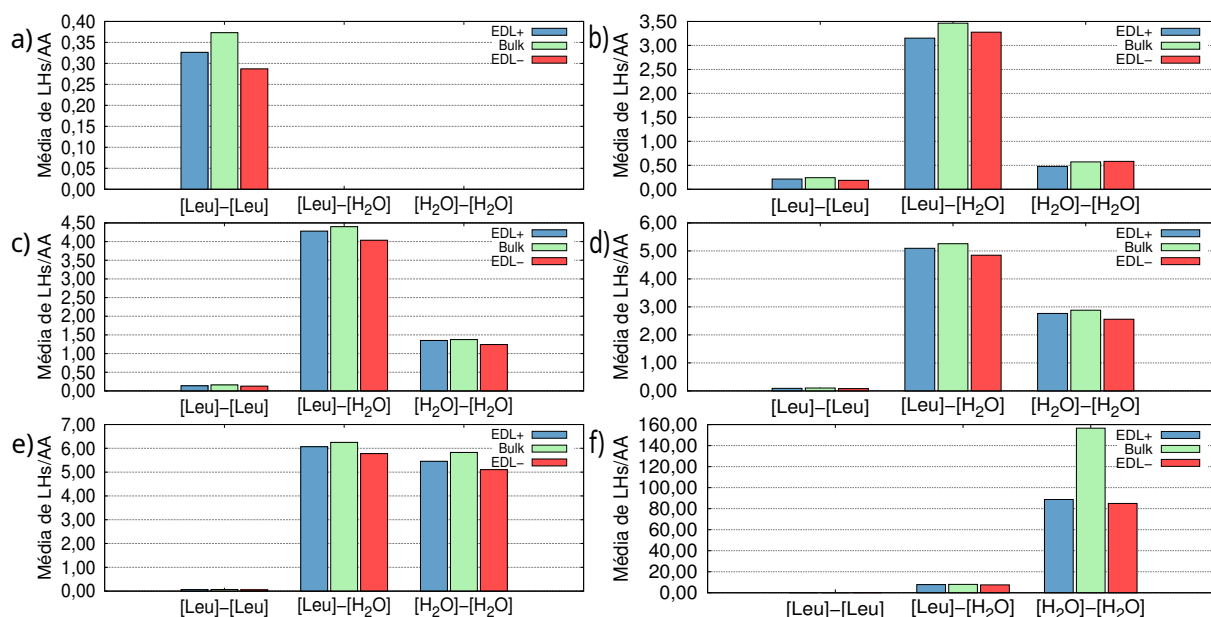 a)
Média de LHs/AA
0,40
0,35
0,30
0,25
0,20
0,15
0,10
0,05
0,00
EDL+
Bulk
EDL−
[Leu]−[Leu] [Leu]−[H₂O] [H₂O]−[H₂O]
b)
Média de LHs/AA
3,50
3,00
2,50
2,00
1,50
1,00
0,50
0,00
EDL+
Bulk
EDL−
[Leu]−[Leu] [Leu]−[H₂O] [H₂O]−[H₂O]
c)
Média de LHs/AA
4,50
4,00
3,50
3,00
2,50
2,00
1,50
1,00
0,50
0,00
EDL+
Bulk
EDL−
[Leu]−[Leu] [Leu]−[H₂O] [H₂O]−[H₂O]
d)
Média de LHs/AA
6,00
5,00
4,00
3,00
2,00
1,00
0,00
EDL+
Bulk
EDL−
[Leu]−[Leu] [Leu]−[H₂O] [H₂O]−[H₂O]
e)
Média de LHs/AA
7,00
6,00
5,00
4,00
3,00
2,00
1,00
0,00
EDL+
Bulk
EDL−
[Leu]−[Leu] [Leu]−[H₂O] [H₂O]−[H₂O]
f)
Média de LHs/AA
160,00
140,00
120,00
100,00
80,00
60,00
40,00
20,00
0,00
EDL+
Bulk
EDL−
[Leu]−[Leu] [Leu]−[H₂O] [H₂O]−[H₂O]